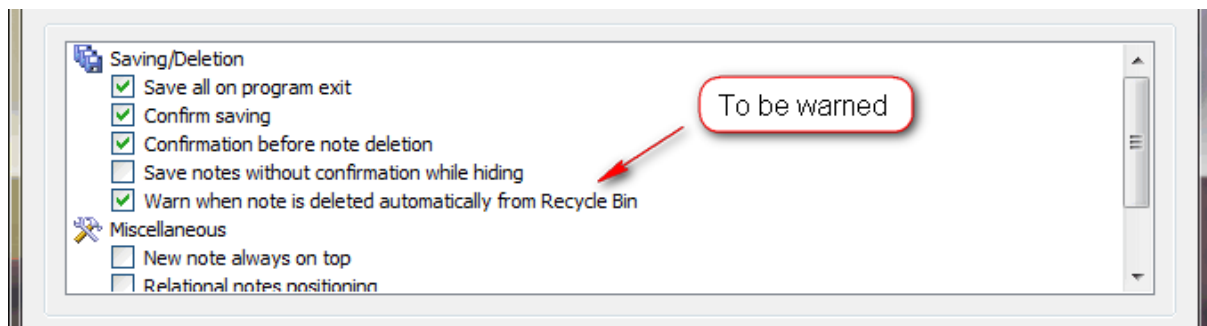 Saving/Deletion
Save all on program exit
Confirm saving
To be warned
Confirmation before note deletion
Save notes without confirmation while hiding
Warn when note is deleted automatically from Recycle Bin
Miscellaneous
New note always on top
Relational notes positioning